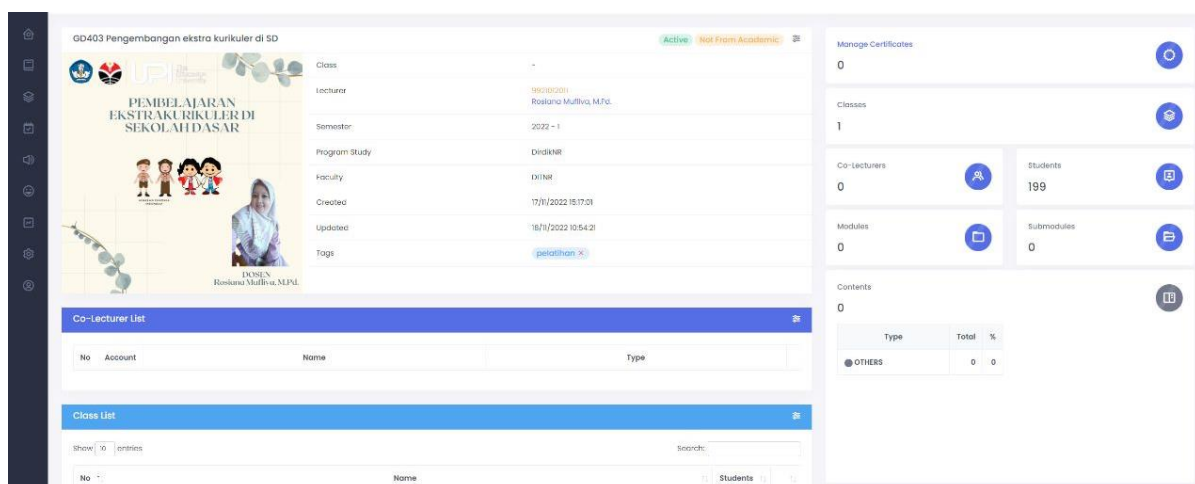 GD403 Pengembangan ekstra kurikuler di SD
Active Not From Academic
UPI
PEMBELAJARAN
EKSTRAKURIKULER DI
SEKOLAH DASAR
DOSEN
Rosiana Mufliva, M.Pd.
Class -
Lecturer
Rosiana Mufliva, M.Pd.
Semester 2022 - 1
Program Study DirdikNR
Faculty DITNR
Created 17/11/2022 15:17:01
Updated 18/11/2022 10:54:21
Tags pelatihan ×
Co-Lecturer List
No Account Name Type
Class List
Show 10 entries Search:
No Name Students
Manage Certificates
0
Classes
1
Co-Lecturers
0
Students
199
Modules
0
Submodules
0
Contents
0
Type Total %
OTHERS 0 0